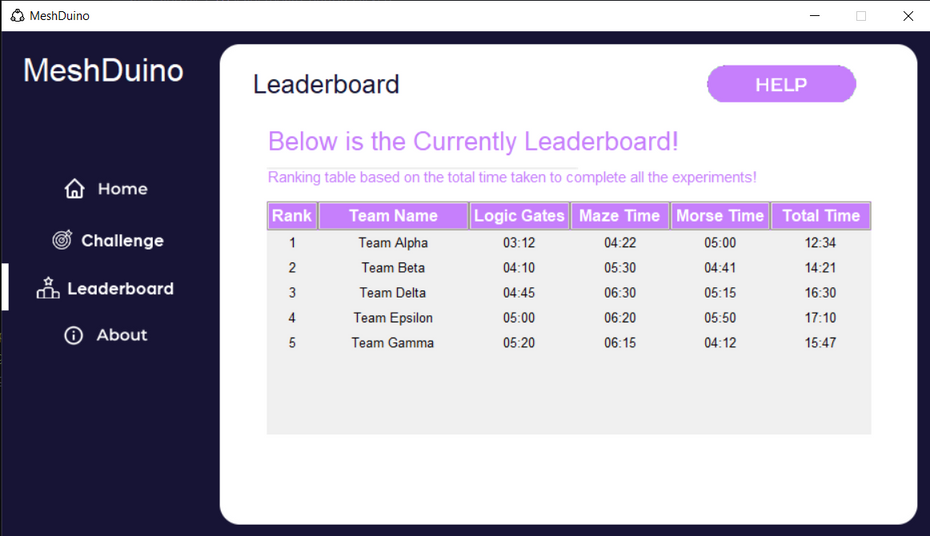 MeshDuino
MeshDuino
Home
Challenge
Leaderboard
About
Leaderboard
HELP
Below is the Currently Leaderboard!
Ranking table based on the total time taken to complete all the experiments!
Rank Team Name Logic Gates Maze Time Morse Time Total Time
1 Team Alpha 03:12 04:22 05:00 12:34
2 Team Beta 04:10 05:30 04:41 14:21
3 Team Delta 04:45 06:30 05:15 16:30
4 Team Epsilon 05:00 06:20 05:50 17:10
5 Team Gamma 05:20 06:15 04:12 15:47